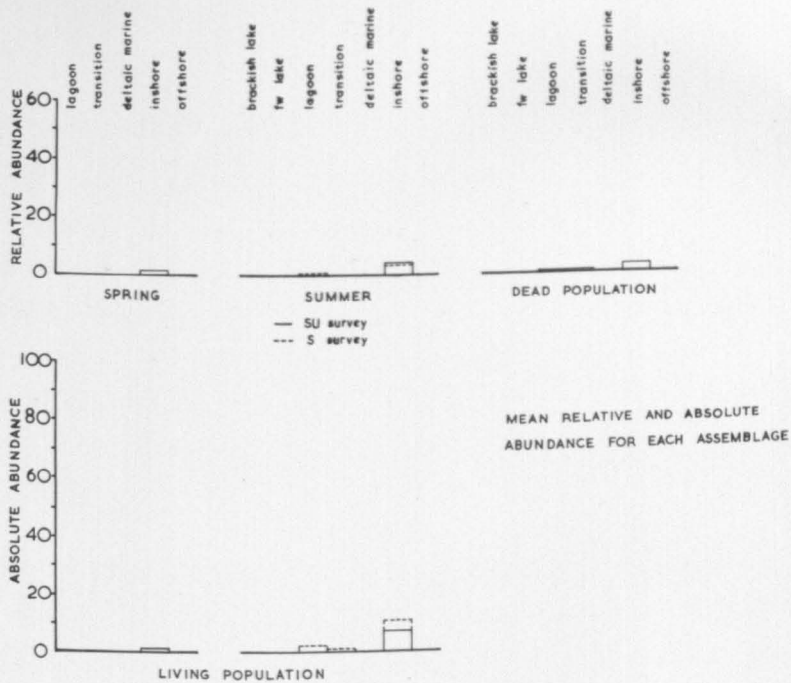 lagoon
transition
deltaic marine
inshore
offshore
brackish lake
fw lake
lagoon
transition
deltaic marine
inshore
offshore
brackish lake
fw lake
lagoon
transition
deltaic marine
inshore
offshore
RELATIVE ABUNDANCE
60
40
20
0
SPRING
SUMMER
DEAD POPULATION
SU survey
S survey
ABSOLUTE ABUNDANCE
100
80
60
40
20
0
MEAN RELATIVE AND ABSOLUTE
ABUNDANCE FOR EACH ASSEMBLAGE
LIVING POPULATION